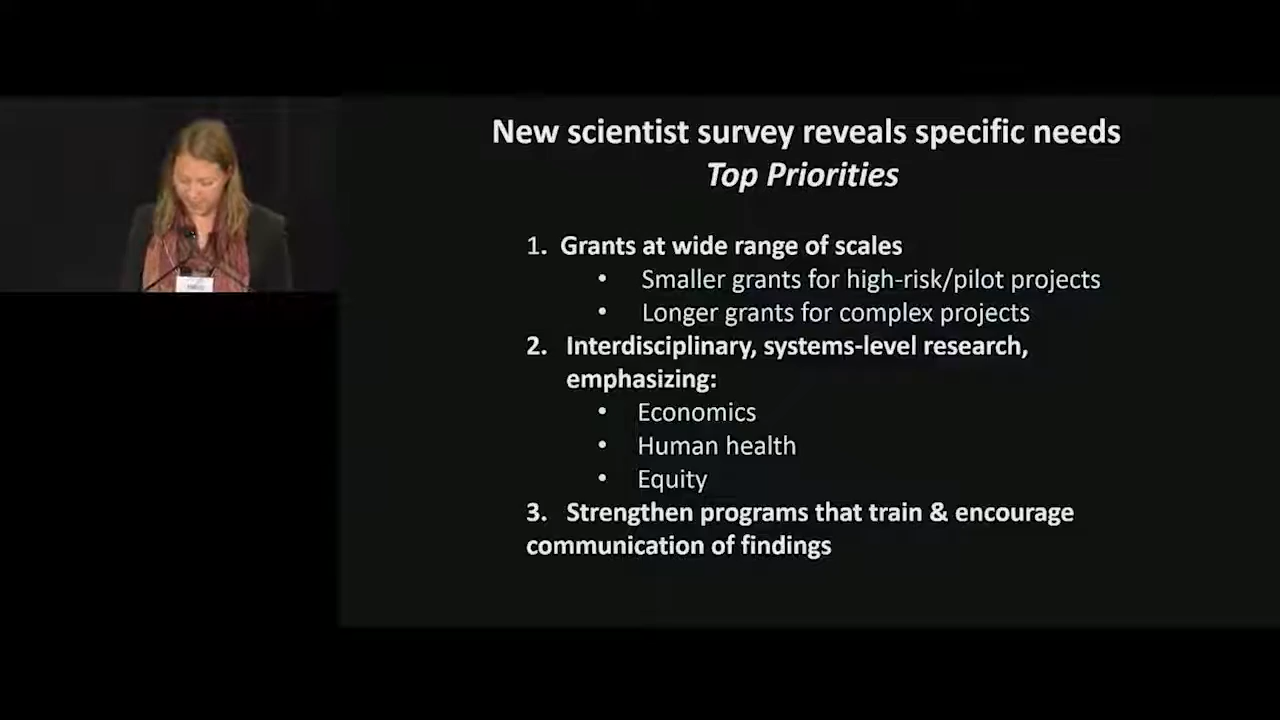 New scientist survey reveals specific needs
Top Priorities
1. Grants at wide range of scales
• Smaller grants for high-risk/pilot projects
• Longer grants for complex projects
2. Interdisciplinary, systems-level research,
emphasizing:
• Economics
• Human health
• Equity
3. Strengthen programs that train & encourage
communication of findings